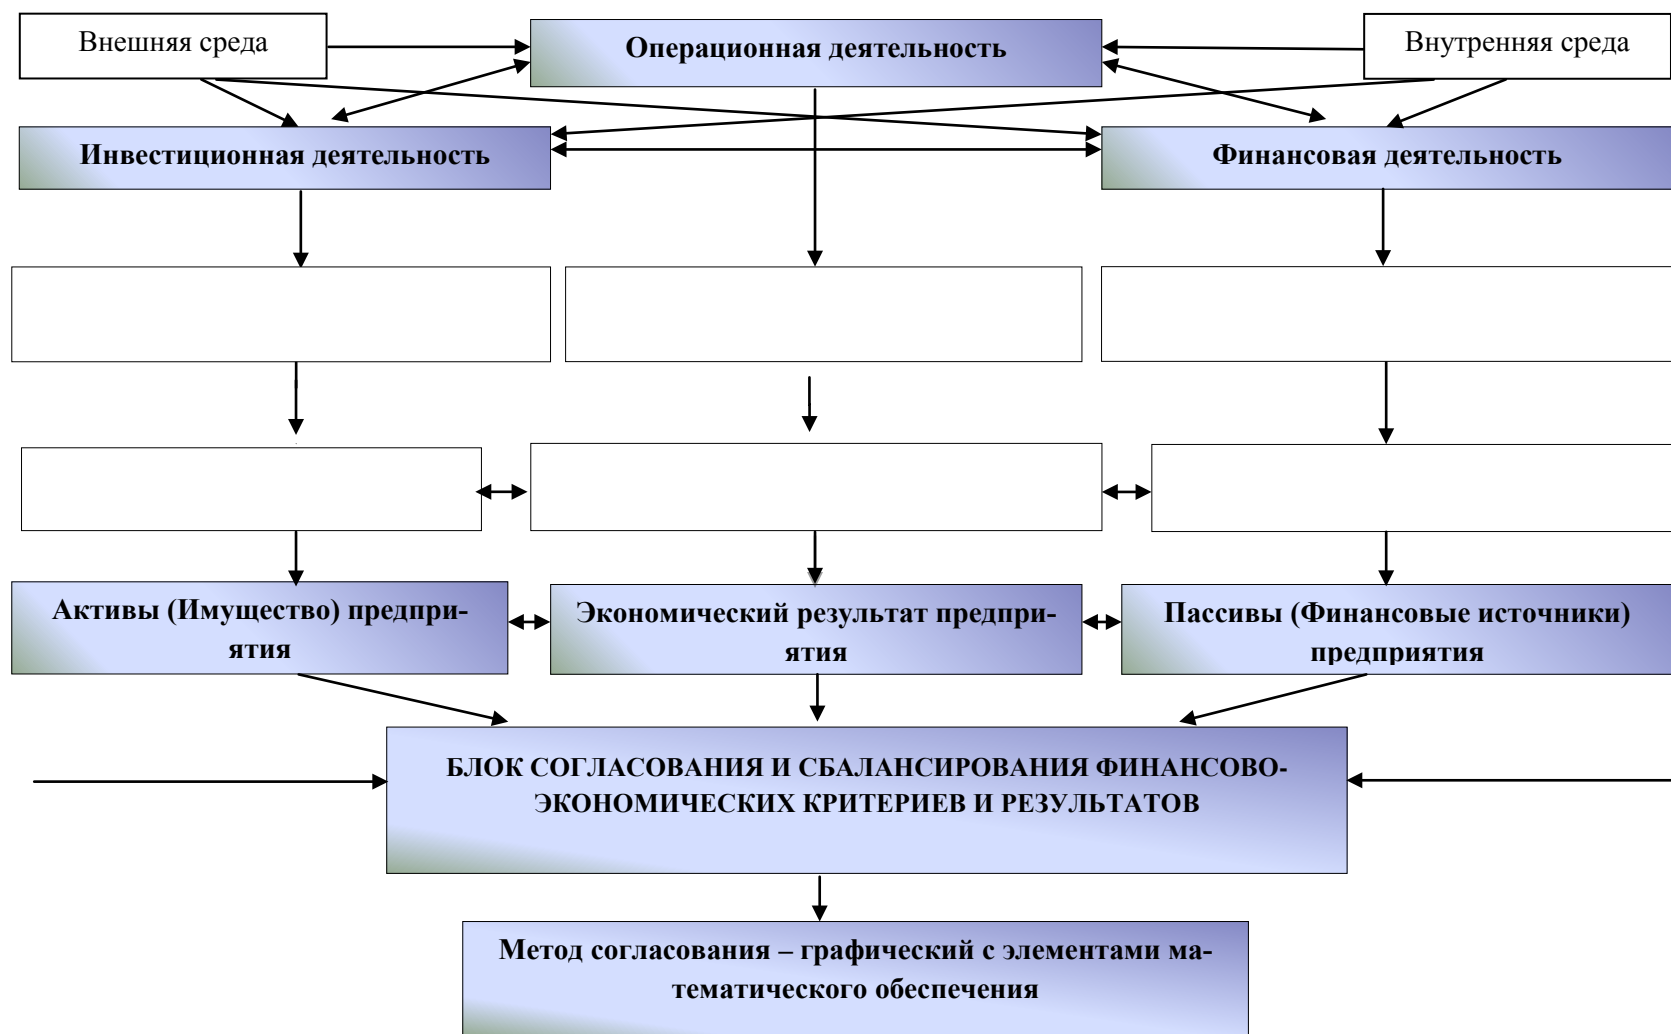 Внешняя среда
Операционная деятельность
Внутренняя среда
Инвестиционная деятельность
Финансовая деятельность
Активы (Имущество) предпри-
ятия
Экономический результат предпри-
ятия
Пассивы (Финансовые источники)
предприятия
БЛОК СОГЛАСОВАНИЯ И СБАЛАНСИРОВАНИЯ ФИНАНСОВО-
ЭКОНОМИЧЕСКИХ КРИТЕРИЕВ И РЕЗУЛЬТАТОВ
Метод согласования – графический с элементами ма-
тематического обеспечения